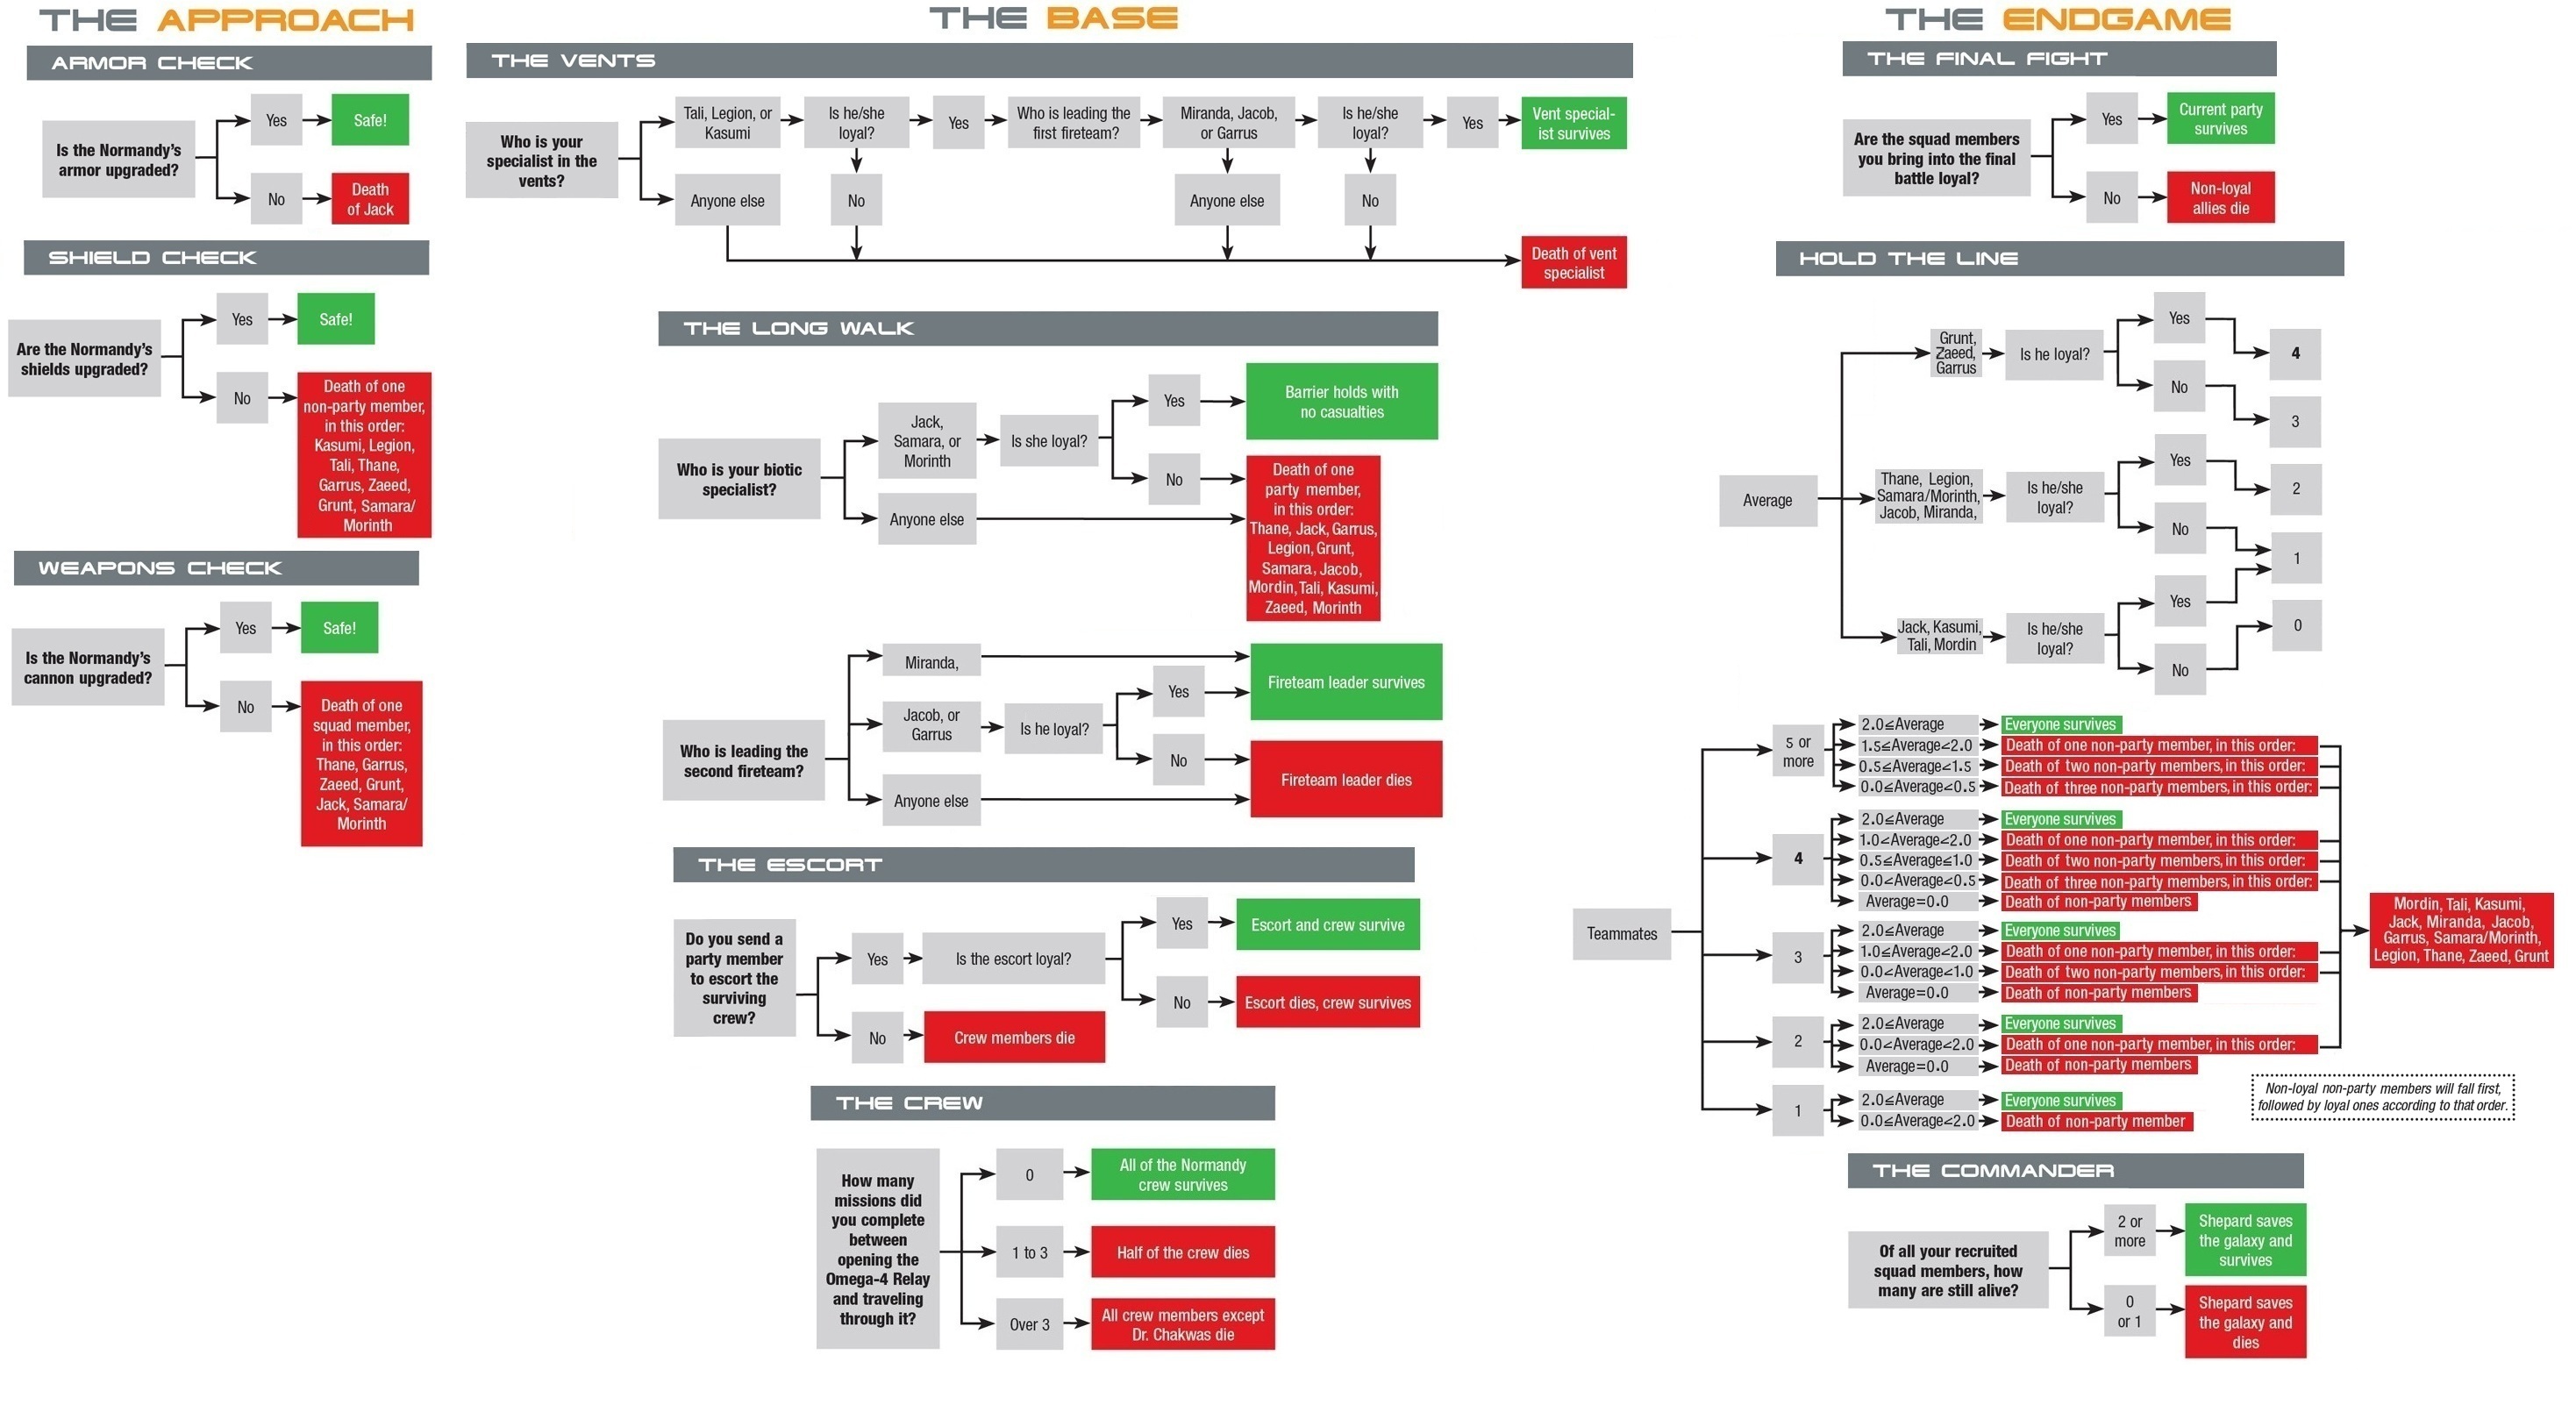 THE APPROACH
ARMOR CHECK
Is the Normandy's
armor upgraded?
Yes
Safe!
No
Death
of Jack
SHIELD CHECK
Are the Normandy's
shields upgraded?
Yes
Safe!
No
Death of one
non-party member,
in this order:
Kasumi, Legion,
Tali, Thane,
Garrus, Zaeed,
Grunt, Samara/
Morinth
WEAPONS CHECK
Is the Normandy's
cannon upgraded?
Yes
Safe!
No
Death of one
squad member,
in this order:
Thane, Garrus,
Zaeed, Grunt,
Jack, Samara/
Morinth
THE BASE
THE VENTS
Who is your
specialist in the
vents?
Tali, Legion, or
Kasumi
Is he/she
loyal?
Yes
Who is leading the
first fireteam?
Miranda, Jacob,
or Garrus
Is he/she
loyal?
Yes
Vent special-
ist survives
Anyone else
No
Anyone else
No
Death of vent
specialist
THE LONG WALK
Who is your biotic
specialist?
Jack,
Samara, or
Morinth
Is she loyal?
Yes
Barrier holds with
no casualties
No
Anyone else
Death of one
party member,
in this order:
Thane, Jack, Garrus,
Legion, Grunt,
Samara, Jacob,
Mordin, Tali, Kasumi,
Zaeed, Morinth
Who is leading the
second fireteam?
Miranda,
Jacob, or
Garrus
Is he loyal?
Yes
Fireteam leader survives
No
Anyone else
Fireteam leader dies
THE ESCORT
Do you send a
party member
to escort the
surviving
crew?
Yes
Is the escort loyal?
Yes
Escort and crew survive
No
Escort dies, crew survives
No
Crew members die
THE CREW
How many
missions did
you complete
between
opening the
Omega-4 Relay
and traveling
through it?
0
All of the Normandy
crew survives
1 to 3
Half of the crew dies
Over 3
All crew members except
Dr. Chakwas die
THE ENDGAME
THE FINAL FIGHT
Are the squad members
you bring into the final
battle loyal?
Yes
Current party
survives
No
Non-loyal
allies die
HOLD THE LINE
Average
Grunt,
Zaeed,
Garrus
Is he loyal?
Yes
4
No
3
Thane, Legion,
Samara/Morinth,
Jacob, Miranda,
Is he/she
loyal?
Yes
2
No
1
Jack, Kasumi,
Tali, Mordin
Is he/she
loyal?
Yes
No
0
Teammates
5 or
more
2.0≤Average
Everyone survives
1.5≤Average<2.0
Death of one non-party member, in this order:
0.5≤Average<1.5
Death of two non-party members, in this order:
0.0≤Average<0.5
Death of three non-party members, in this order:
4
2.0≤Average
Everyone survives
1.0<Average<2.0
Death of one non-party member, in this order:
0.5≤Average≤1.0
Death of two non-party members, in this order:
0.0<Average<0.5
Death of three non-party members, in this order:
Average=0.0
Death of non-party members
3
2.0≤Average
Everyone survives
1.0≤Average<2.0
Death of one non-party member, in this order:
0.0<Average<1.0
Death of two non-party members, in this order:
Average=0.0
Death of non-party members
2
2.0≤Average
Everyone survives
0.0<Average<2.0
Death of one non-party member, in this order:
Average=0.0
Death of non-party members
1
2.0≤Average
Everyone survives
0.0≤Average<2.0
Death of non-party member
Mordin, Tali, Kasumi,
Jack, Miranda, Jacob,
Garrus, Samara/Morinth,
Legion, Thane, Zaeed, Grunt
Non-loyal non-party members will fall first,
followed by loyal ones according to that order.
THE COMMANDER
Of all your recruited
squad members, how
many are still alive?
2 or
more
Shepard saves
the galaxy and
survives
0
or 1
Shepard saves
the galaxy and
dies